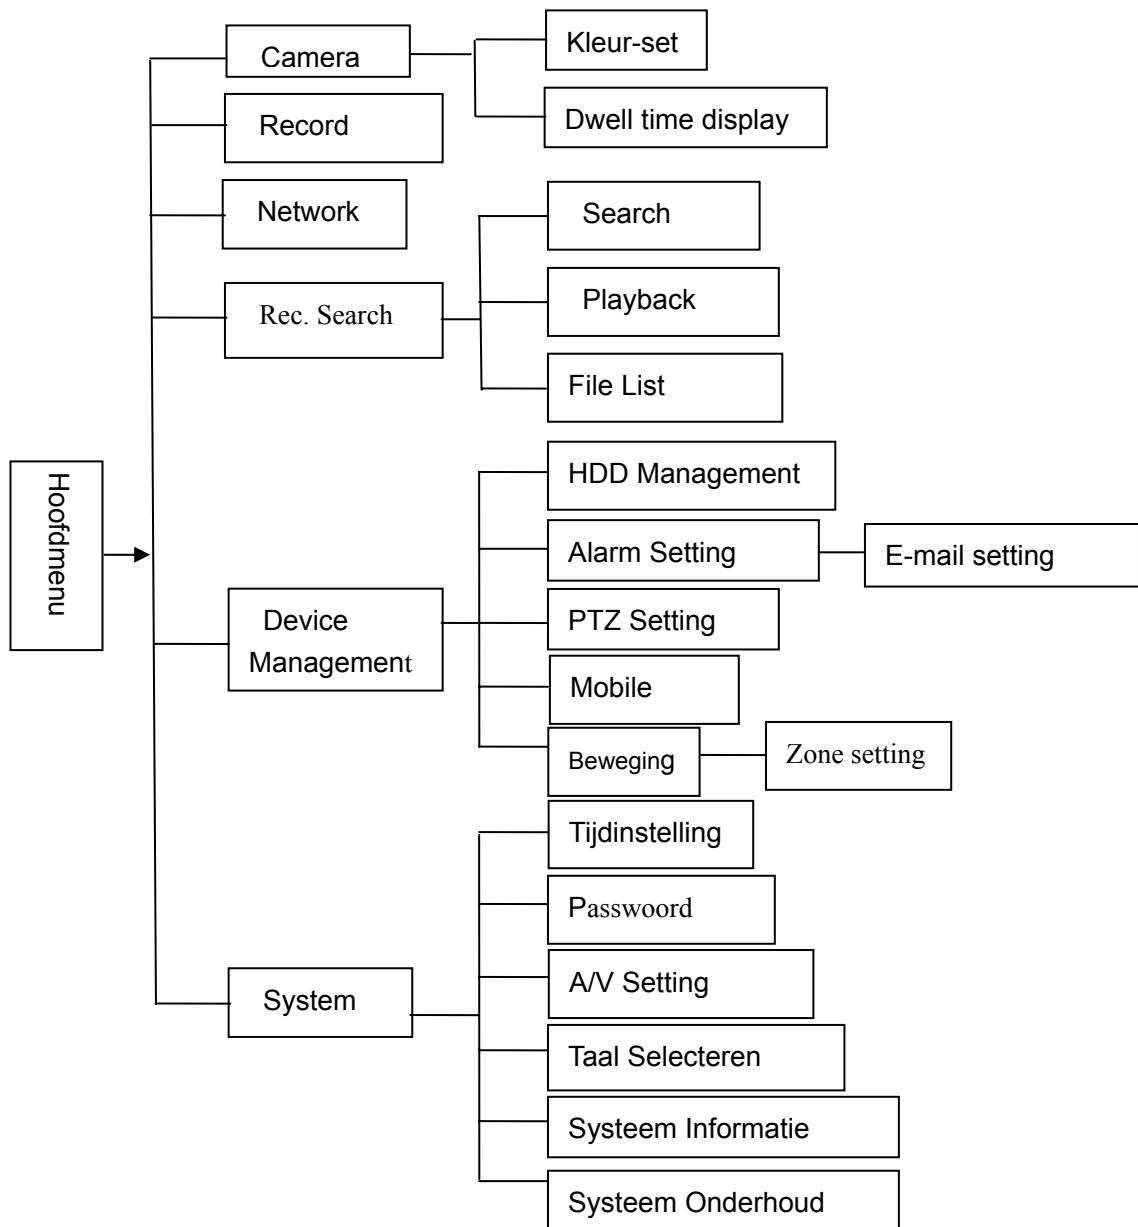 Hoofdmenu
Camera
Kleur-set
Dwell time display
Record
Network
Rec. Search
Search
Playback
File List
Device
Management
HDD Management
Alarm Setting
E-mail setting
PTZ Setting
Mobile
Beweging
Zone setting
System
Tijdinstelling
Passwoord
A/V Setting
Taal Selecteren
Systeem Informatie
Systeem Onderhoud